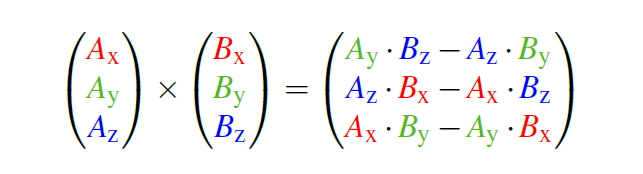 (A_x A_y A_z) × (B_x B_y B_z) = (A_y · B_z − A_z · B_y
A_z · B_x − A_x · B_z
A_x · B_y − A_y · B_x)